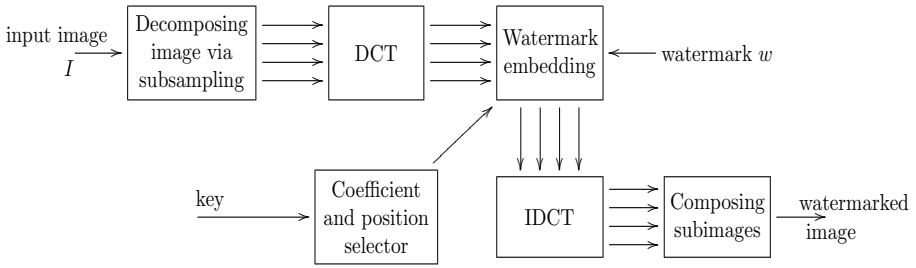 input image
I
Decomposing
image via
subsampling
DCT
Watermark
embedding
watermark w
key
Coefficient
and position
selector
IDCT
Composing
subimages
watermarked
image